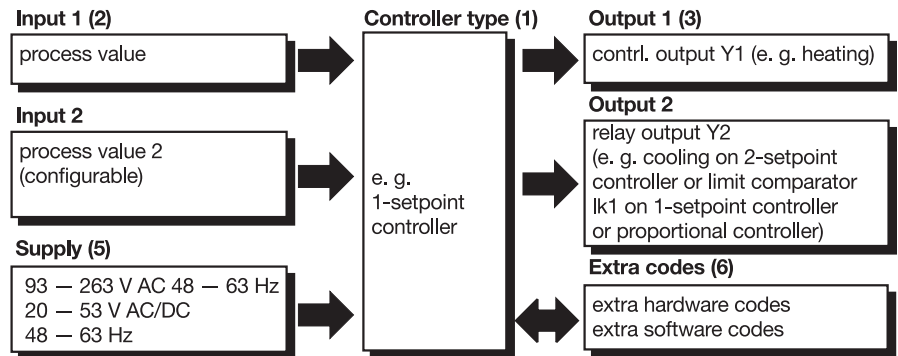 Input 1 (2)
process value
Input 2
process value 2
(configurable)
Supply (5)
93 — 263 V AC 48 — 63 Hz
20 — 53 V AC/DC
48 — 63 Hz
Controller type (1)
e. g.
1-setpoint
controller
Output 1 (3)
contrl. output Y1 (e. g. heating)
Output 2
relay output Y2
(e. g. cooling on 2-setpoint
controller or limit comparator
lk1 on 1-setpoint controller
or proportional controller)
Extra codes (6)
extra hardware codes
extra software codes